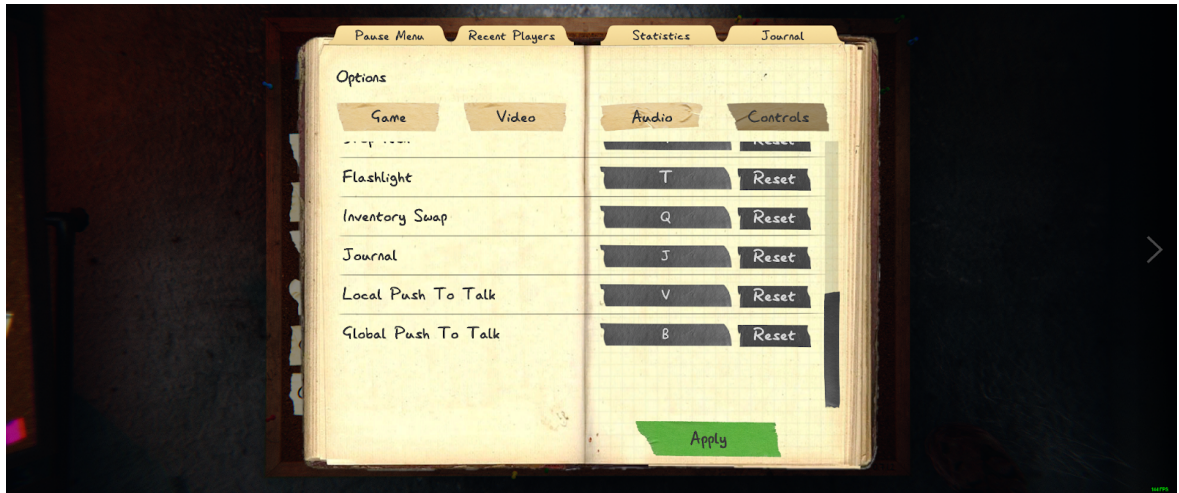 Pause Menu Recent Players Statistics Journal
Options
Game Video Audio Controls
Reset
Flashlight T Reset
Inventory Swap Q Reset
Journal J Reset
Local Push To Talk V Reset
Global Push To Talk B Reset
Apply